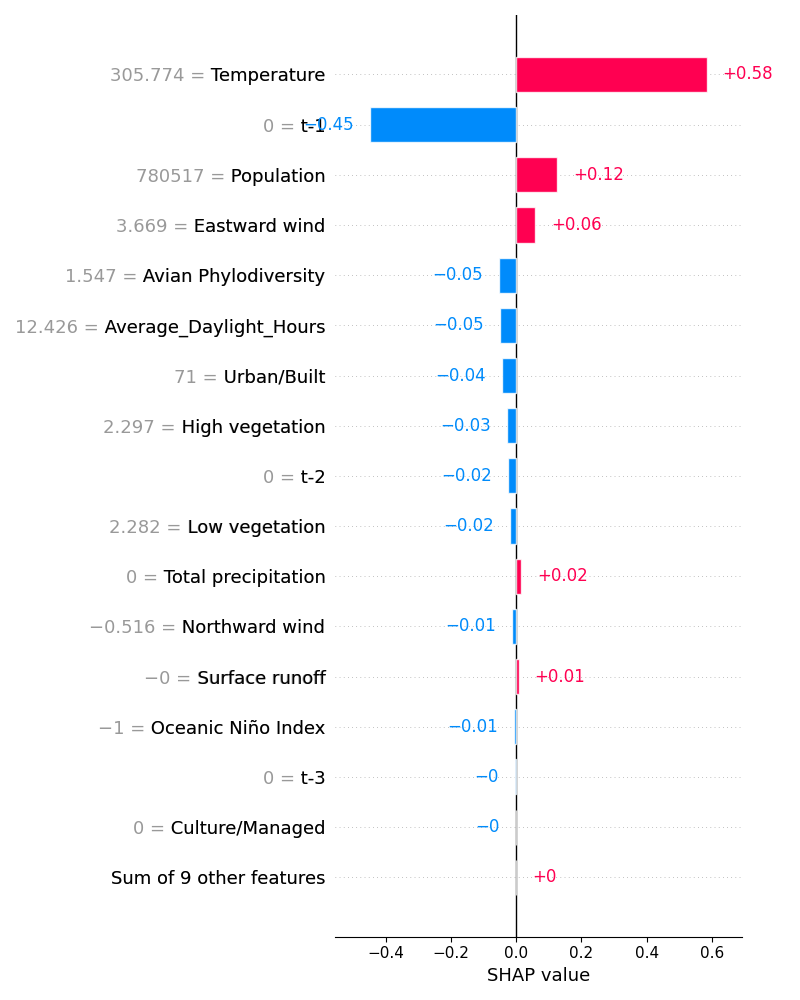 305.774 = Temperature
+0.58
0 = t-1
−0.45
780517 = Population
+0.12
3.669 = Eastward wind
+0.06
1.547 = Avian Phylodiversity
−0.05
12.426 = Average_Daylight_Hours
−0.05
71 = Urban/Built
−0.04
2.297 = High vegetation
−0.03
0 = t-2
−0.02
2.282 = Low vegetation
−0.02
0 = Total precipitation
+0.02
−0.516 = Northward wind
−0.01
−0 = Surface runoff
+0.01
−1 = Oceanic Niño Index
−0.01
0 = t-3
−0
0 = Culture/Managed
−0
Sum of 9 other features
+0
−0.4 −0.2 0.0 0.2 0.4 0.6
SHAP value